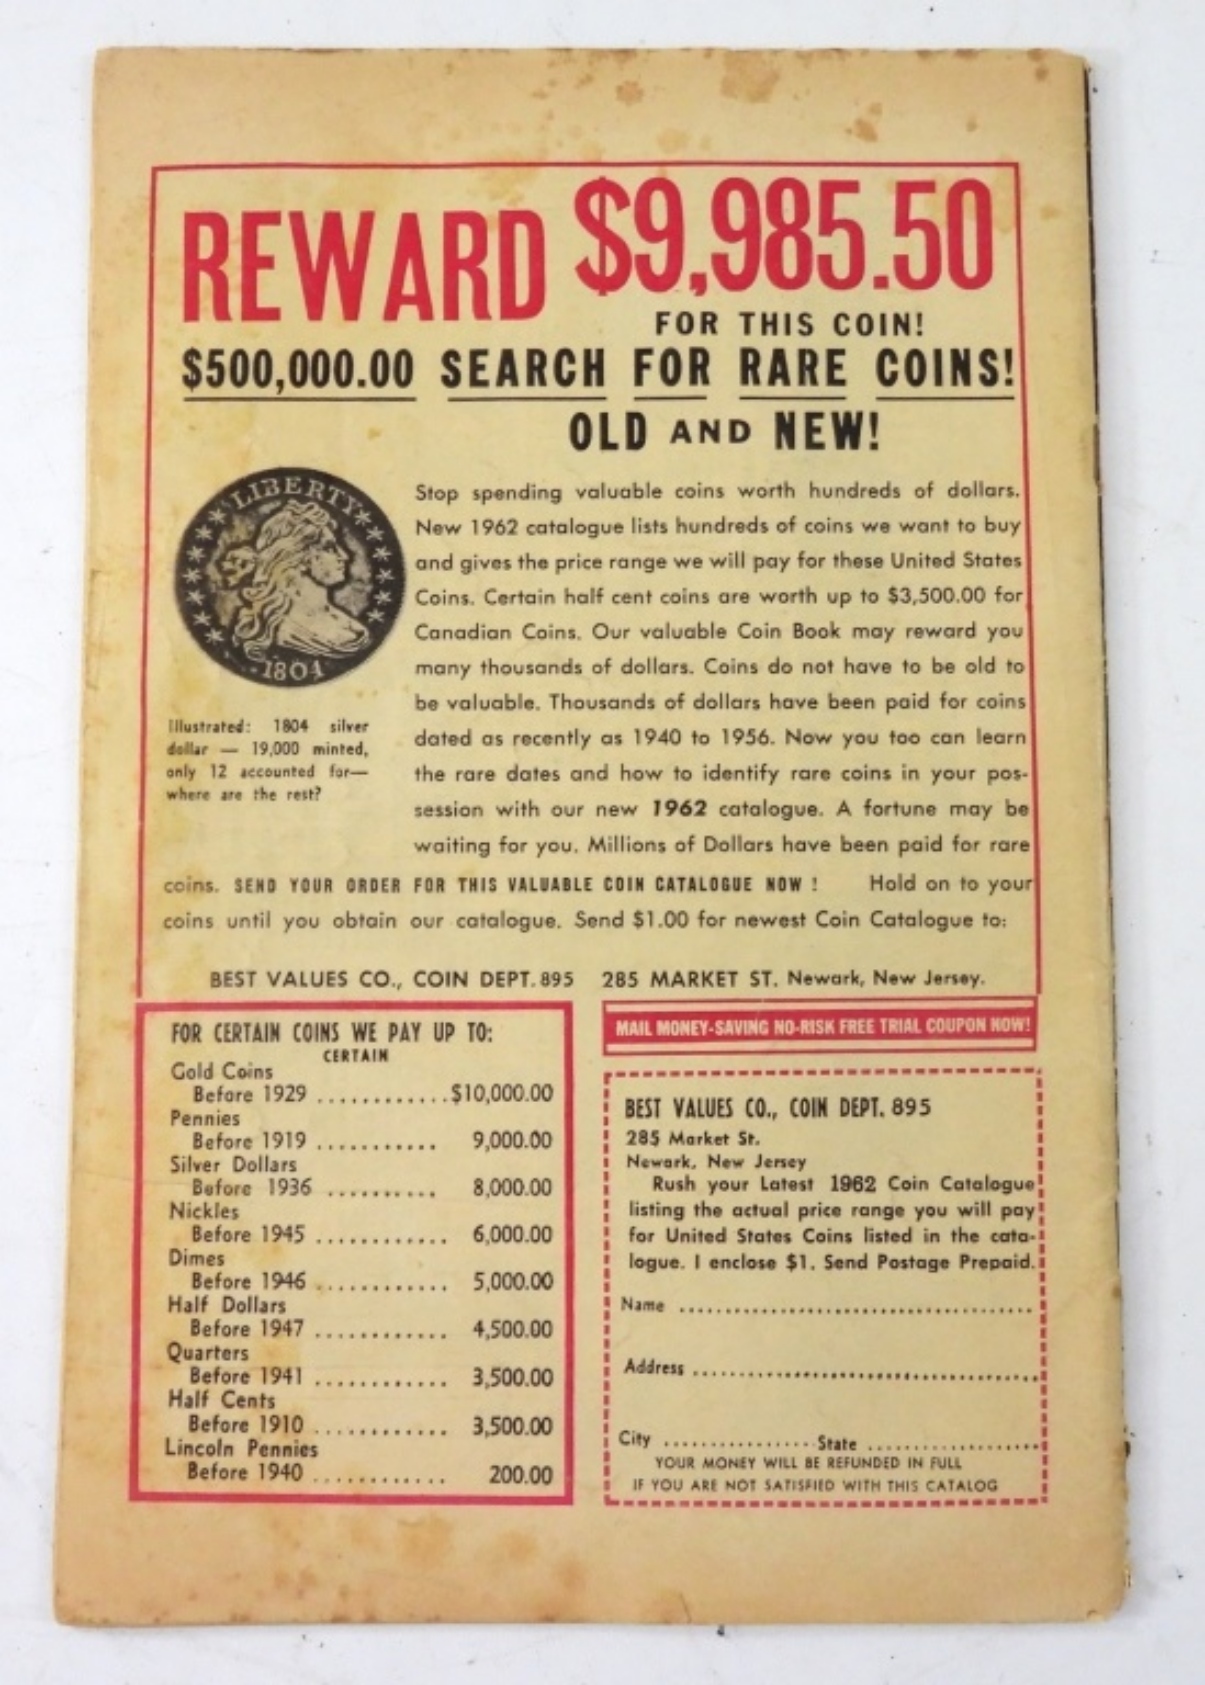 REWARD $9,985.50
FOR THIS COIN!
$500,000.00 SEARCH FOR RARE COINS!
OLD AND NEW!
LIBERTY
1804
Illustrated: 1804 silver
dollar — 19,000 minted,
only 12 accounted for—
where are the rest?
Stop spending valuable coins worth hundreds of dollars.
New 1962 catalogue lists hundreds of coins we want to buy
and gives the price range we will pay for these United States
Coins. Certain half cent coins are worth up to $3,500.00 for
Canadian Coins. Our valuable Coin Book may reward you
many thousands of dollars. Coins do not have to be old to
be valuable. Thousands of dollars have been paid for coins
dated as recently as 1940 to 1956. Now you too can learn
the rare dates and how to identify rare coins in your pos-
session with our new 1962 catalogue. A fortune may be
waiting for you. Millions of Dollars have been paid for rare
coins. SEND YOUR ORDER FOR THIS VALUABLE COIN CATALOGUE NOW ! Hold on to your
coins until you obtain our catalogue. Send $1.00 for newest Coin Catalogue to:
BEST VALUES CO., COIN DEPT. 895 285 MARKET ST. Newark, New Jersey.
FOR CERTAIN COINS WE PAY UP TO:
CERTAIN
Gold Coins
Before 1929 ............. $10,000.00
Pennies
Before 1919 ........... 9,000.00
Silver Dollars
Before 1936 .......... 8,000.00
Nickles
Before 1945 ............ 6,000.00
Dimes
Before 1946 ............ 5,000.00
Half Dollars
Before 1947 ............ 4,500.00
Quarters
Before 1941 ............ 3,500.00
Half Cents
Before 1910 ............ 3,500.00
Lincoln Pennies
Before 1940 ............ 200.00
MAIL MONEY-SAVING NO-RISK FREE TRIAL COUPON NOW!
BEST VALUES CO., COIN DEPT. 895
285 Market St.
Newark, New Jersey
Rush your Latest 1962 Coin Catalogue
listing the actual price range you will pay
for United States Coins listed in the cata-
logue. I enclose $1. Send Postage Prepaid.
Name ........................................
Address ........................................
City ................ State ....................
YOUR MONEY WILL BE REFUNDED IN FULL
IF YOU ARE NOT SATISFIED WITH THIS CATALOG